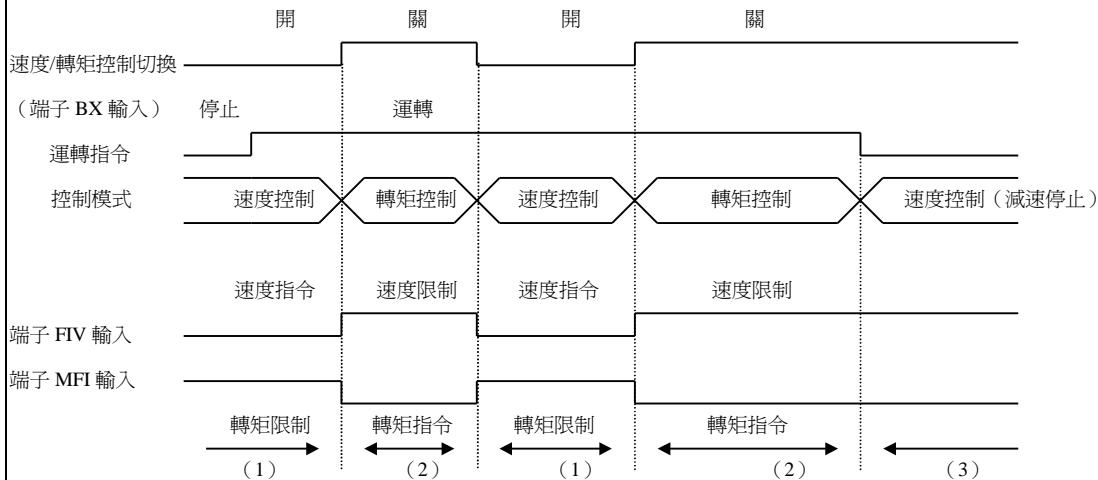 開 關 開 關
速度/轉矩控制切換
（端子 BX 輸入） 停止 運轉
運轉指令
控制模式 速度控制 轉矩控制 速度控制 轉矩控制 速度控制（減速停止）
速度指令 速度限制 速度指令 速度限制
端子 FIV 輸入
端子 MFI 輸入
轉矩限制 轉矩指令 轉矩限制 轉矩指令
（1） （2） （1） （2） （3）